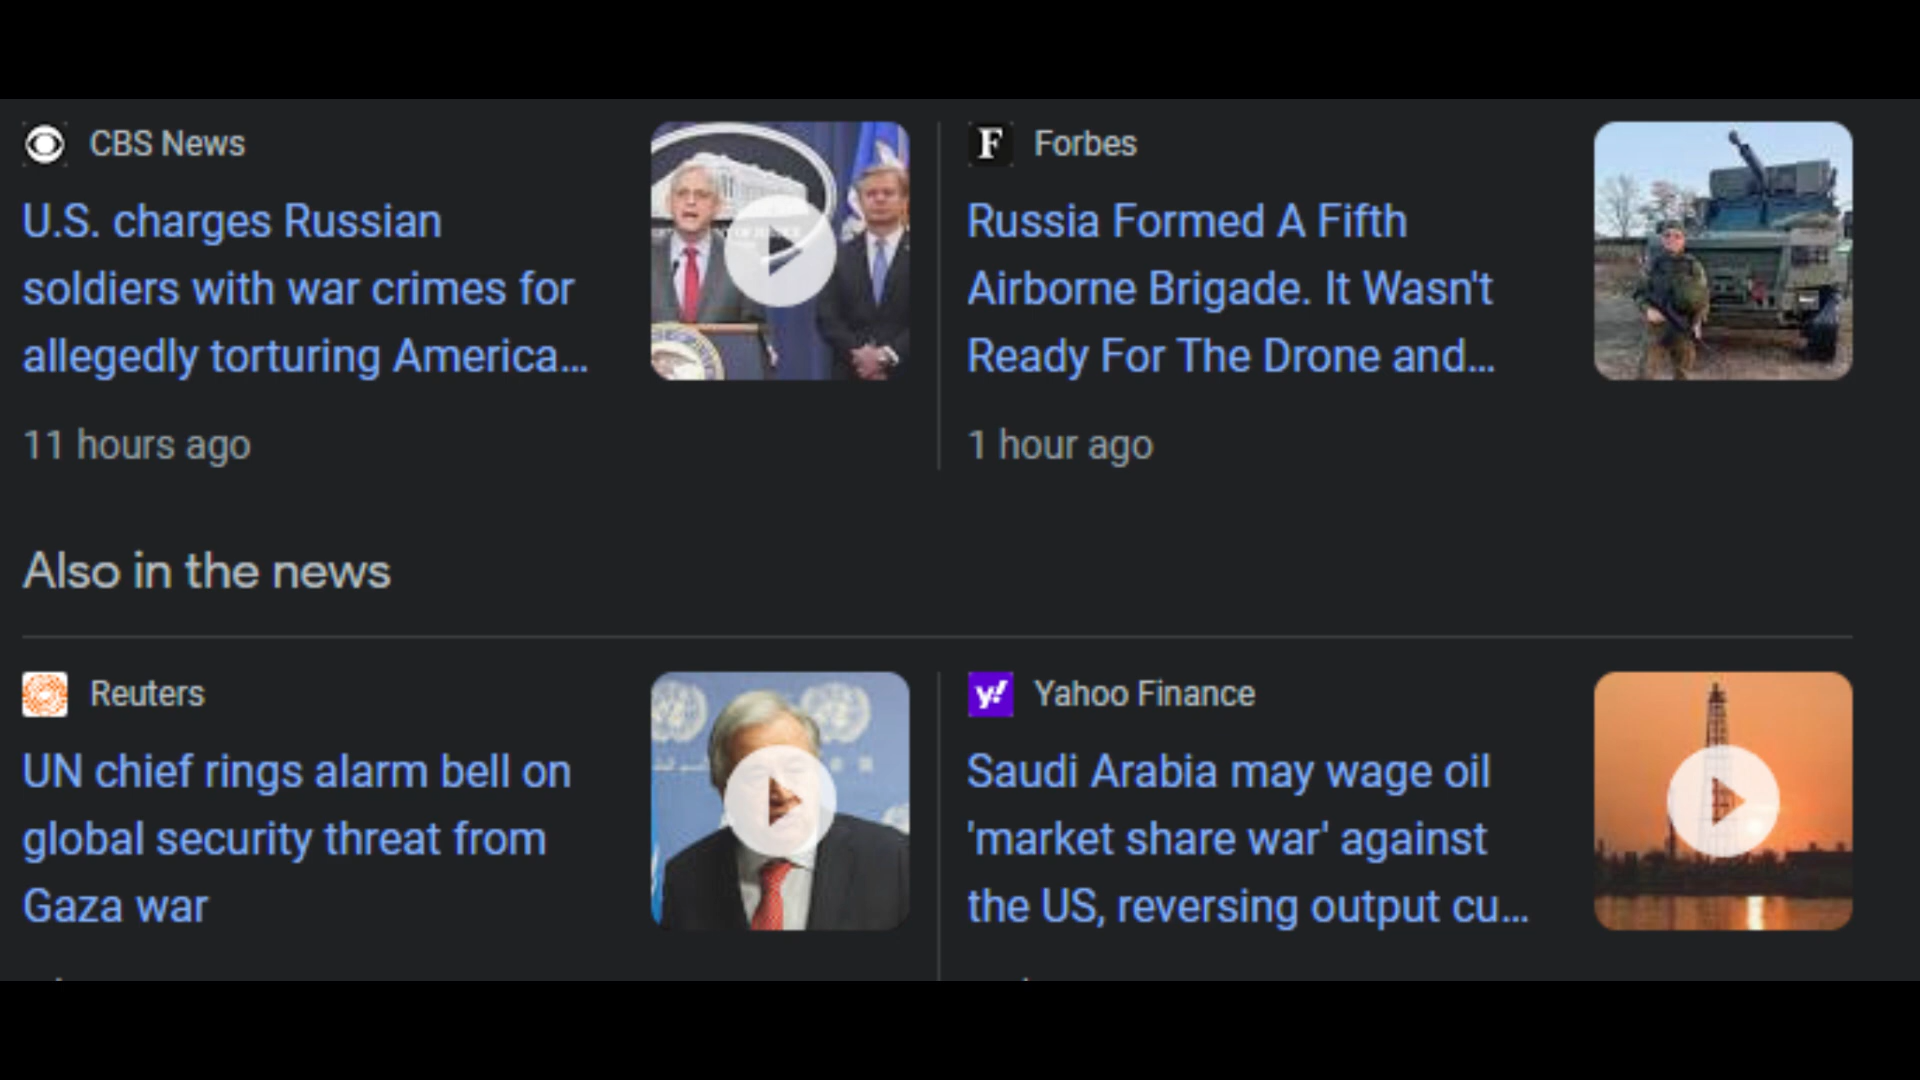 CBS News
U.S. charges Russian
soldiers with war crimes for
allegedly torturing America...
11 hours ago
F Forbes
Russia Formed A Fifth
Airborne Brigade. It Wasn't
Ready For The Drone and...
1 hour ago
Also in the news
Reuters
UN chief rings alarm bell on
global security threat from
Gaza war
y! Yahoo Finance
Saudi Arabia may wage oil
'market share war' against
the US, reversing output cu...